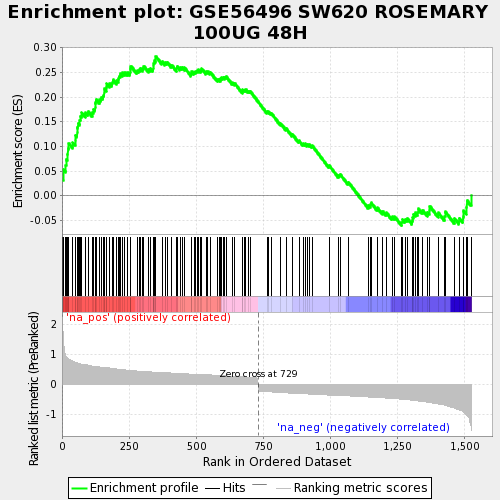 Enrichment plot: GSE56496 SW620 ROSEMARY
100UG 48H
Enrichment score (ES)
0.30
0.25
0.20
0.15
0.10
0.05
0.00
-0.05
'na_pos' (positively correlated)
Ranked list metric (PreRanked)
2
1
0
-1
Zero cross at 729
'na_neg' (negatively correlated)
0
250
500
750
1,000
1,250
1,500
Rank in Ordered Dataset
Enrichment profile
Hits
Ranking metric scores